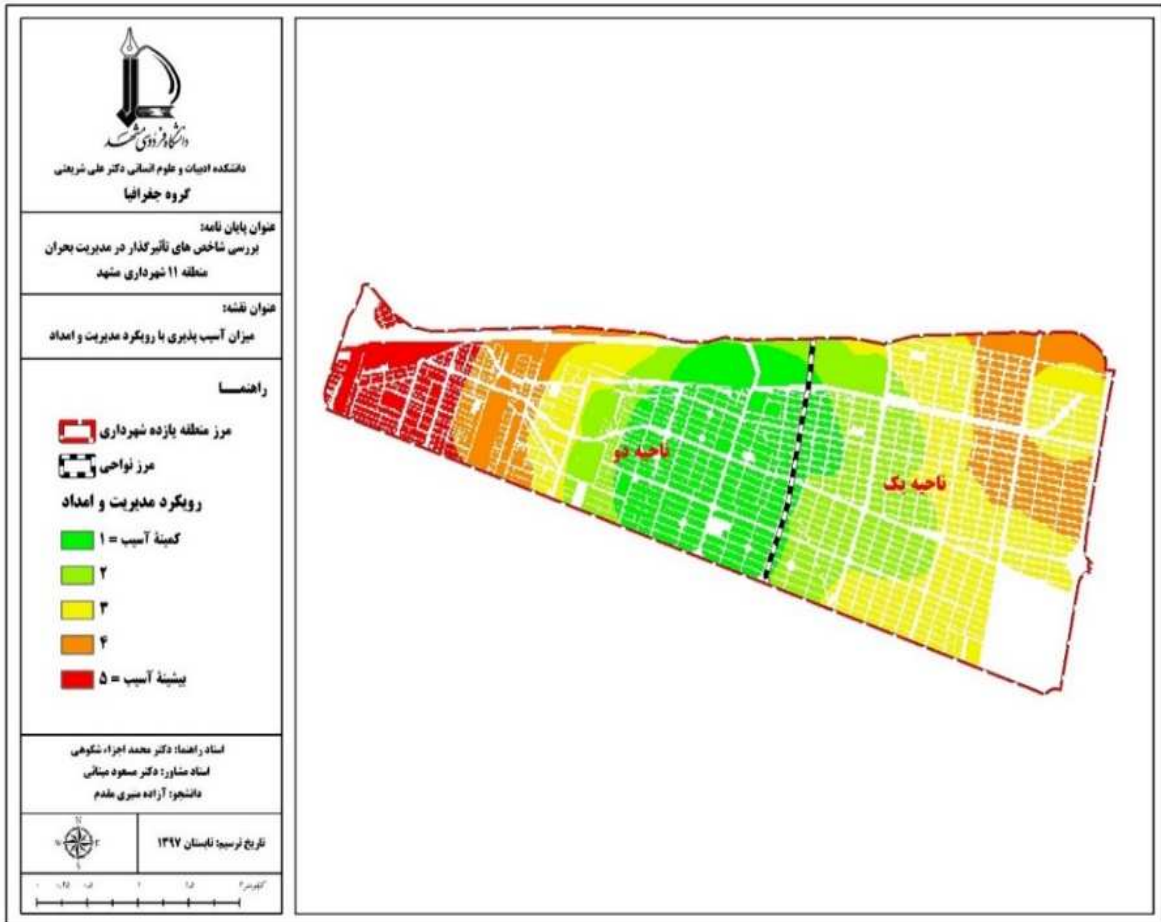 دانشگاه فردوسی مشهد
دانشکده ادبیات و علوم انسانی دکتر علی شریعتی
گروه جغرافیا
عنوان پایان نامه:
بررسی شاخص های تأثیرگذار در مدیریت بحران
منطقه ۱۱ شهرداری مشهد
عنوان نقشه:
میزان آسیب پذیری با رویکرد مدیریت و امداد
راهنمـــا
مرز منطقه یازده شهرداری
مرز نواحی
رویکرد مدیریت و امداد
کمینهٔ آسیب = ۱
۲
۳
۴
بیشینهٔ آسیب = ۵
استاد راهنما: دکتر محمد اجزاء شکوهی
استاد مشاور: دکتر مسعود مینائی
دانشجو: آزاده منیری مقدم
تاریخ ترسیم: تابستان ۱۳۹۷
N
E
S
ناحیه دو
ناحیه یک